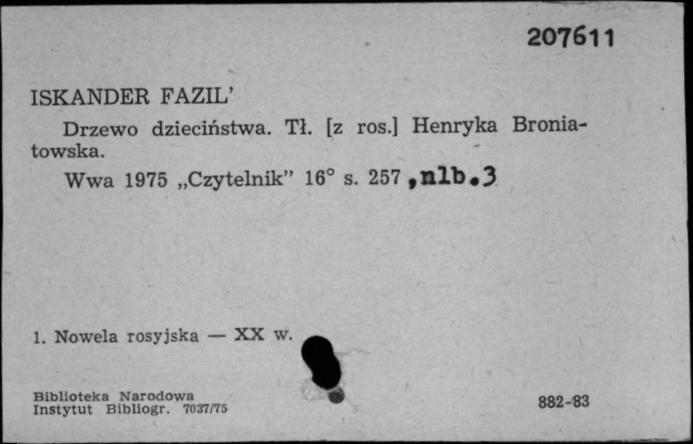 207611
ISKANDER FAZIL’
Drzewo dzieciństwa. Tł. [z ros.] Henryka Bronia-
towska.
Wwa 1975 „Czytelnik” 16° s. 257 ,nlb.3
1. Nowela rosyjska — XX w.
Biblioteka Narodowa
Instytut Bibliogr. 7037/75
882-83